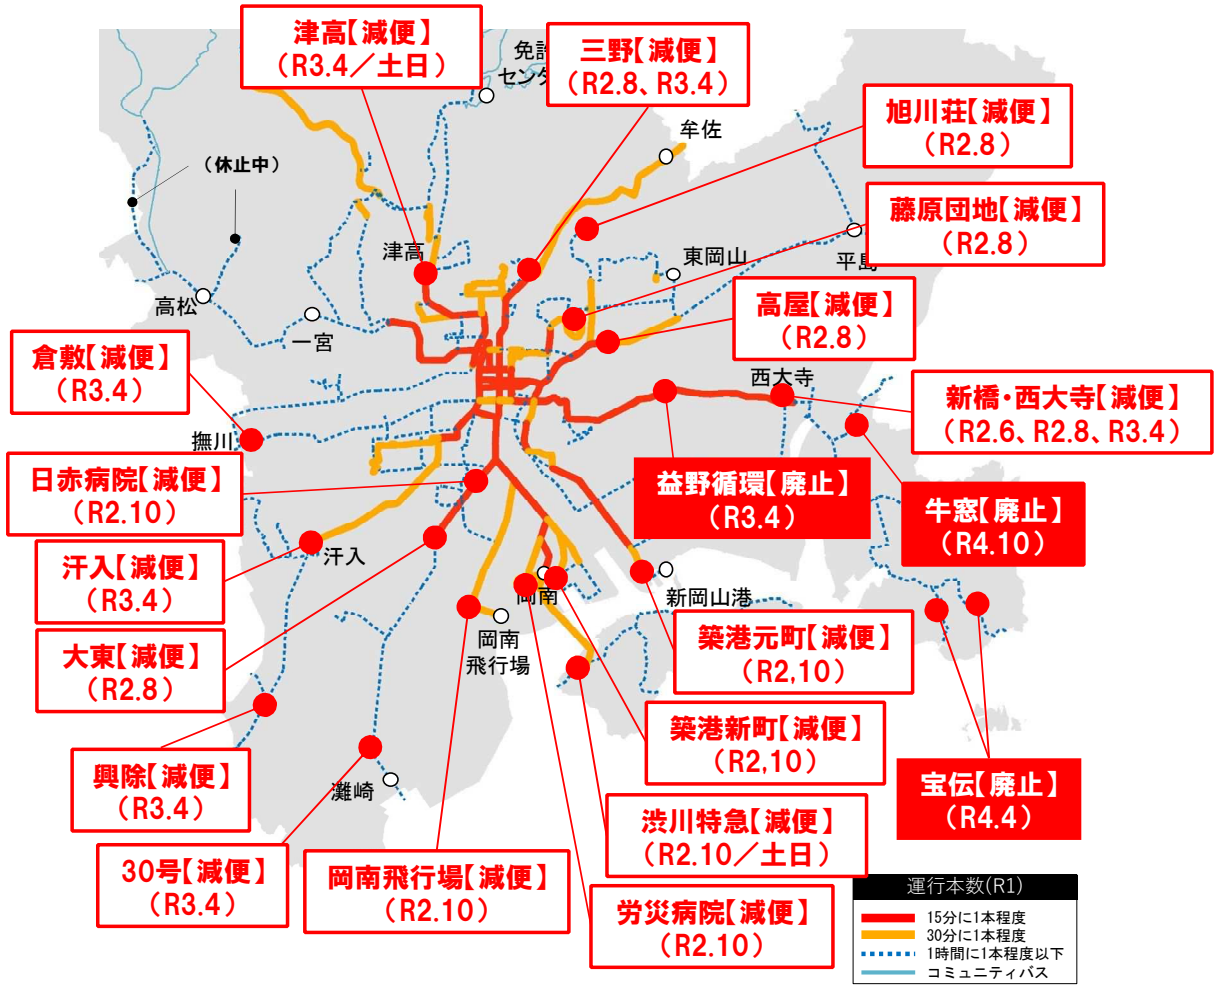 津高【減便】
（R3.4／土日）
免許
センタ
三野【減便】
（R2.8、R3.4）
旭川荘【減便】
（R2.8）
牟佐
（休止中）
藤原団地【減便】
（R2.8）
津高
東岡山
平島
高松
一宮
高屋【減便】
（R2.8）
倉敷【減便】
（R3.4）
西大寺
新橋・西大寺【減便】
（R2.6、R2.8、R3.4）
撫川
日赤病院【減便】
（R2.10）
益野循環【廃止】
（R3.4）
牛窓【廃止】
（R4.10）
汗入
汗入【減便】
（R3.4）
岡南
新岡山港
築港元町【減便】
（R2,10）
大東【減便】
（R2.8）
岡南
飛行場
築港新町【減便】
（R2,10）
興除【減便】
（R3.4）
灘崎
宝伝【廃止】
（R4.4）
渋川特急【減便】
（R2.10／土日）
30号【減便】
（R3.4）
岡南飛行場【減便】
（R2.10）
労災病院【減便】
（R2.10）
運行本数(R1)
15分に1本程度
30分に1本程度
1時間に1本程度以下
コミュニティバス